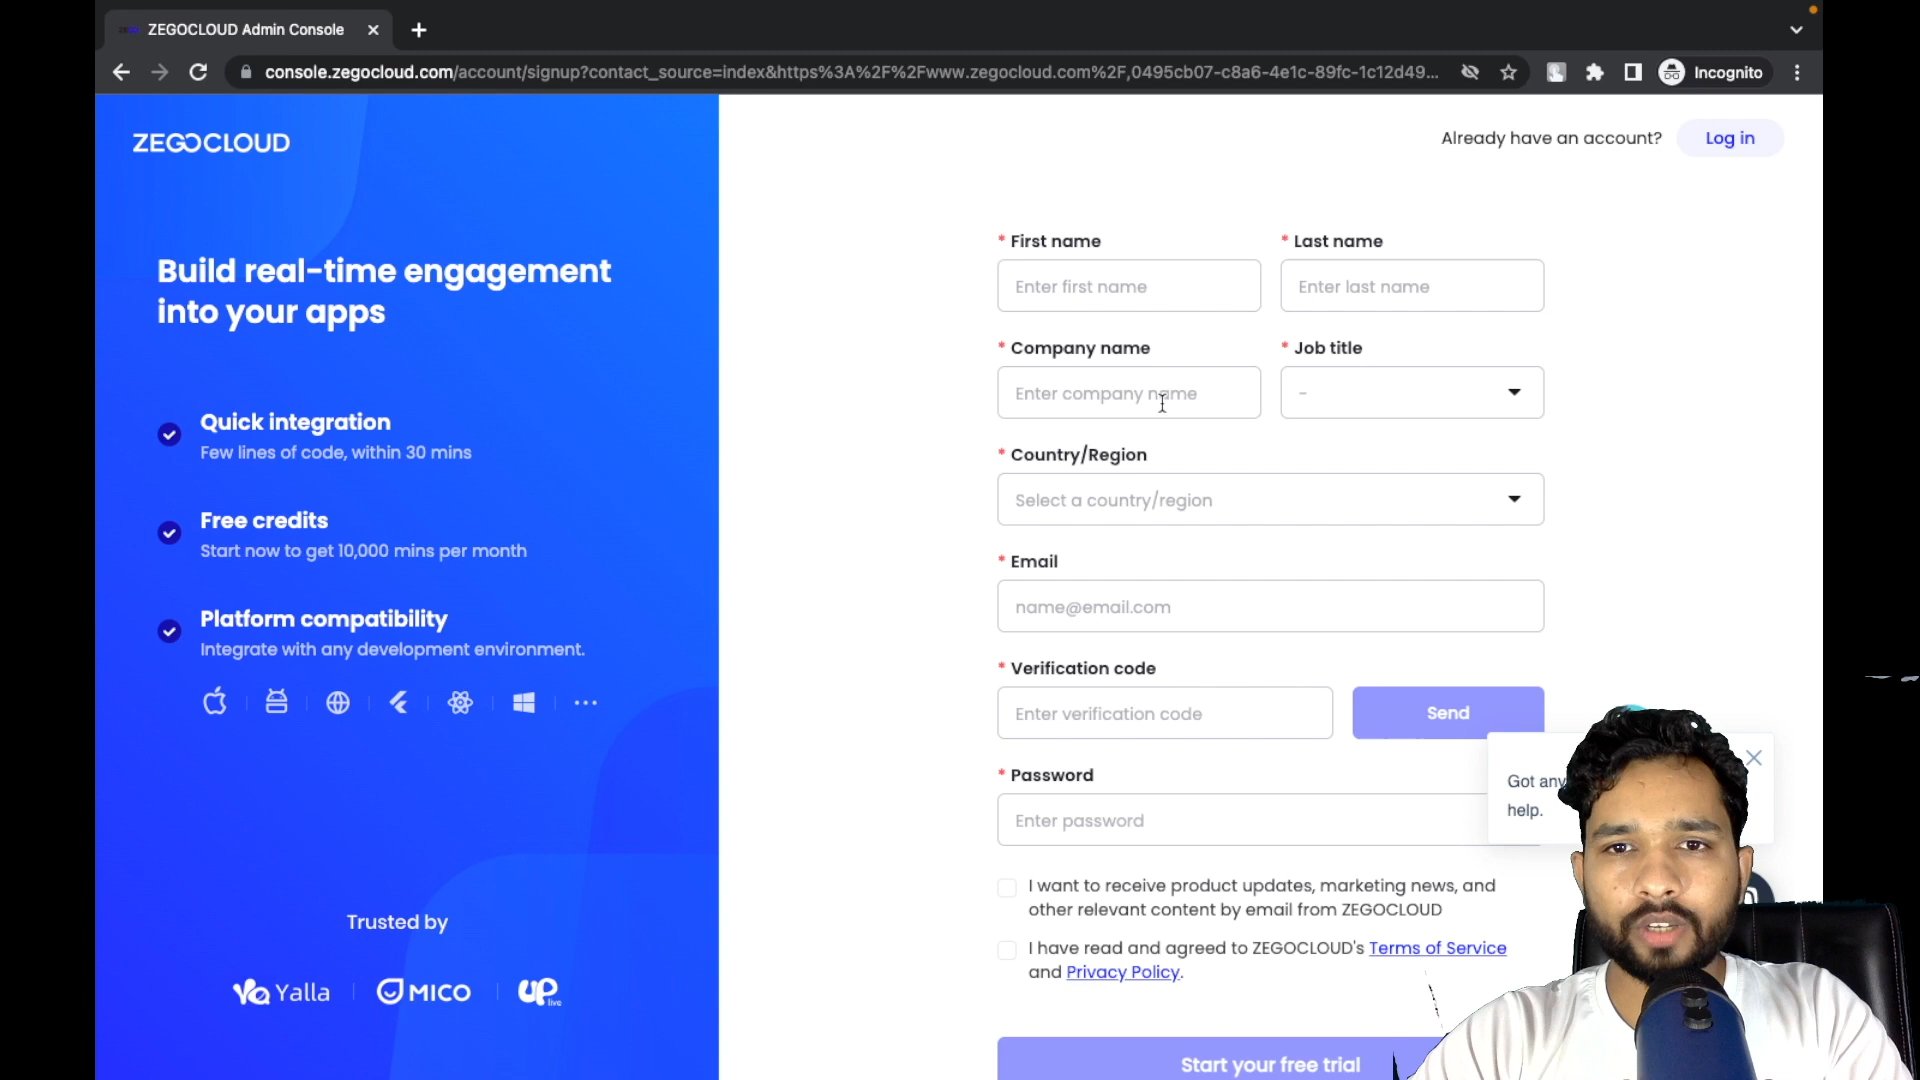 ZEGOCLOUD Admin Console
console.zegocloud.com/account/signup?contact_source=index&https%3A%2F%2Fwww.zegocloud.com%2F,0495cb07-c8a6-4e1c-89fc-1c12d49...
Incognito
ZEGOCLOUD
Already have an account?
Log in
Build real-time engagement
into your apps
Quick integration
Few lines of code, within 30 mins
Free credits
Start now to get 10,000 mins per month
Platform compatibility
Integrate with any development environment.
Trusted by
Yalla
MICO
UP live
* First name
* Last name
Enter first name
Enter last name
* Company name
* Job title
Enter company name
-
* Country/Region
Select a country/region
* Email
name@email.com
* Verification code
Enter verification code
Send
* Password
Enter password
Got any
help.
I want to receive product updates, marketing news, and
other relevant content by email from ZEGOCLOUD
I have read and agreed to ZEGOCLOUD's Terms of Service
and Privacy Policy.
Start your free trial